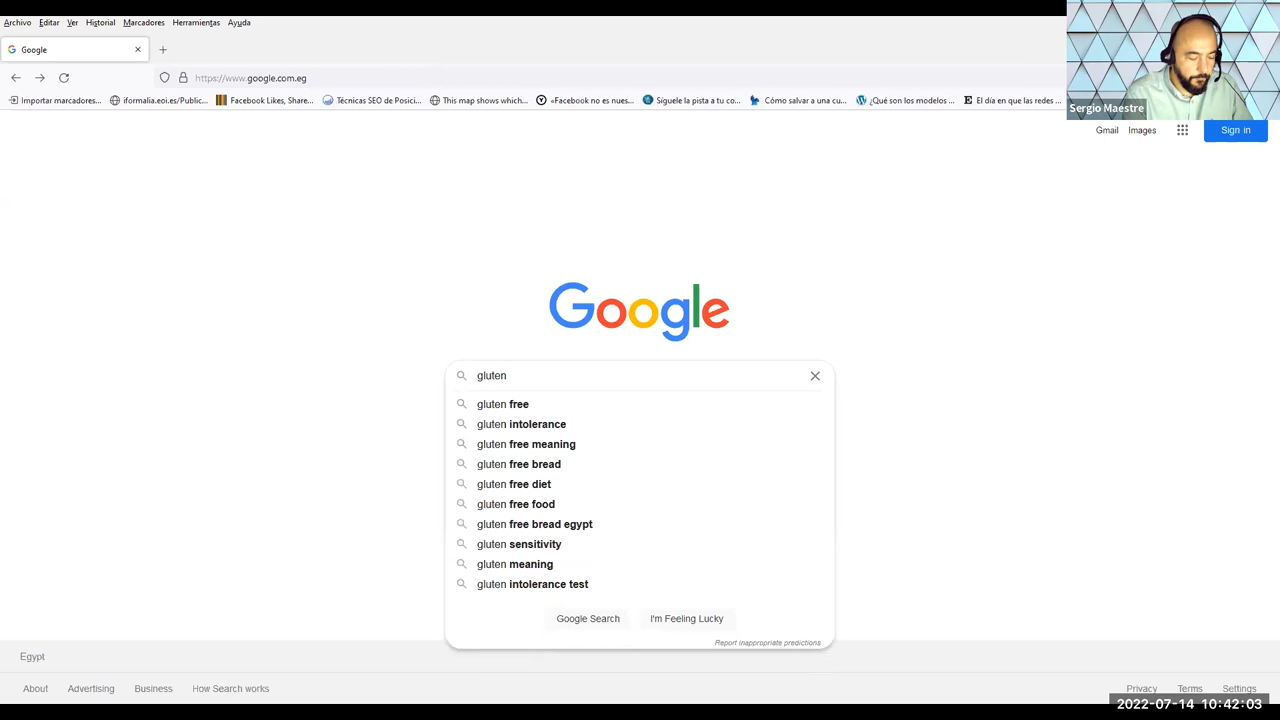 Archivo Editar Ver Historial Marcadores Herramientas Ayuda
Google
https://www.google.com.eg
Importar marcadores... iformalia.eoi.es/Public... Facebook Likes, Share... Técnicas SEO de Posici... This map shows which... «Facebook no es nues... Síguele la pista a tu co... Cómo salvar a una cu... ¿Qué son los modelos ... El día en que las redes ...
Sergio Maestre
Gmail Images Sign in
Google
gluten
gluten free
gluten intolerance
gluten free meaning
gluten free bread
gluten free diet
gluten free food
gluten free bread egypt
gluten sensitivity
gluten meaning
gluten intolerance test
Google Search I'm Feeling Lucky
Report inappropriate predictions
Egypt
About Advertising Business How Search works Privacy Terms Settings
2022-07-14 10:42:03